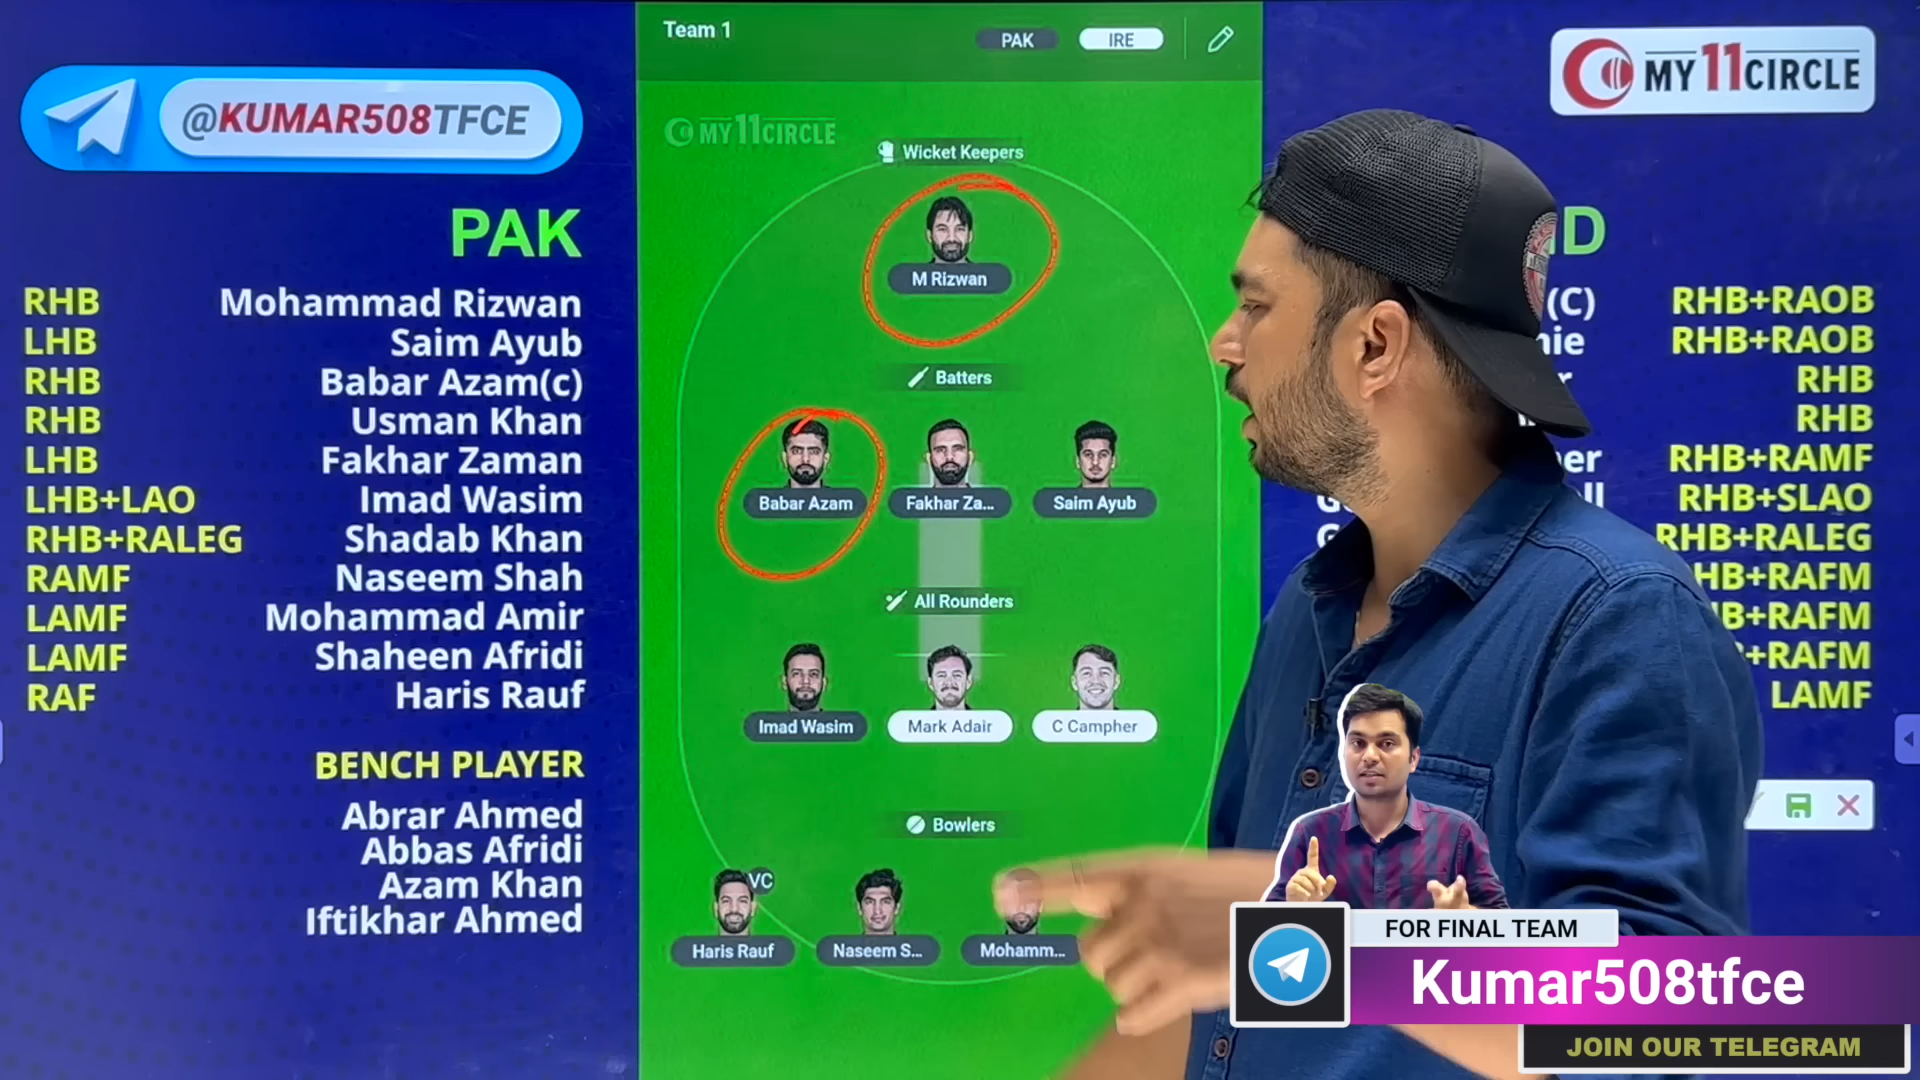 @KUMAR508TFCE
PAK
RHB Mohammad Rizwan
LHB Saim Ayub
RHB Babar Azam(c)
RHB Usman Khan
LHB Fakhar Zaman
LHB+LAO Imad Wasim
RHB+RALEG Shadab Khan
RAMF Naseem Shah
LAMF Mohammad Amir
LAMF Shaheen Afridi
RAF Haris Rauf
BENCH PLAYER
Abrar Ahmed
Abbas Afridi
Azam Khan
Iftikhar Ahmed
Team 1
PAK IRE
MY11CIRCLE
Wicket Keepers
M Rizwan
Batters
Babar Azam Fakhar Za... Saim Ayub
All Rounders
Imad Wasim Mark Adair C Campher
Bowlers
VC
Haris Rauf Naseem S... Mohamm...
MY11CIRCLE
(C) RHB+RAOB
RHB+RAOB
RHB
RHB
RHB+RAMF
RHB+SLAO
RHB+RALEG
LAMF
FOR FINAL TEAM
Kumar508tfce
JOIN OUR TELEGRAM